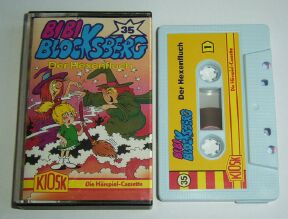 BIBI
BLOCKSBERG
35
Der Hexenfluch
KIOSK
Die Hörspiel-Cassette
Der Hexenfluch
1
BIBI
BLOCKSBERG
35
Die Hörspiel-Cassette
KIOSK